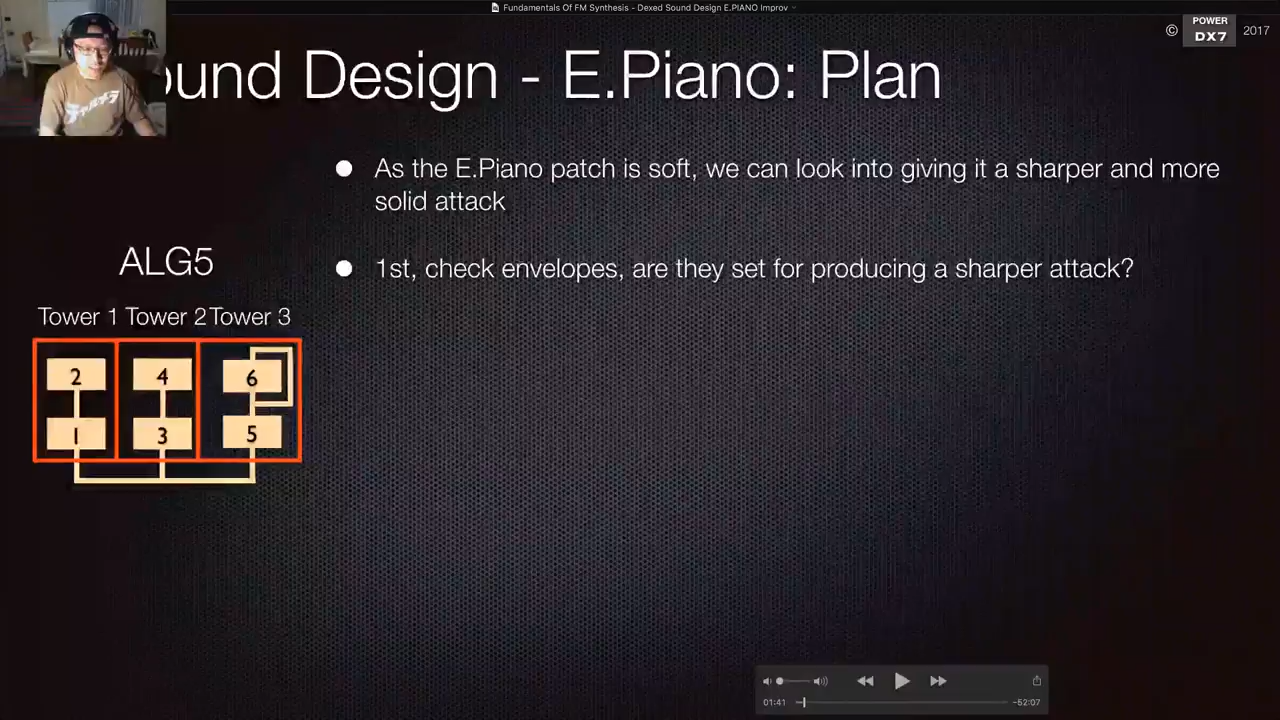 Fundamentals Of FM Synthesis - Dexed Sound Design E.PIANO Improv
© POWER DX7 2017
ound Design - E.Piano: Plan
As the E.Piano patch is soft, we can look into giving it a sharper and more
solid attack
1st, check envelopes, are they set for producing a sharper attack?
ALG5
Tower 1 Tower 2 Tower 3
2 4 6
1 3 5
01:41 -52:07